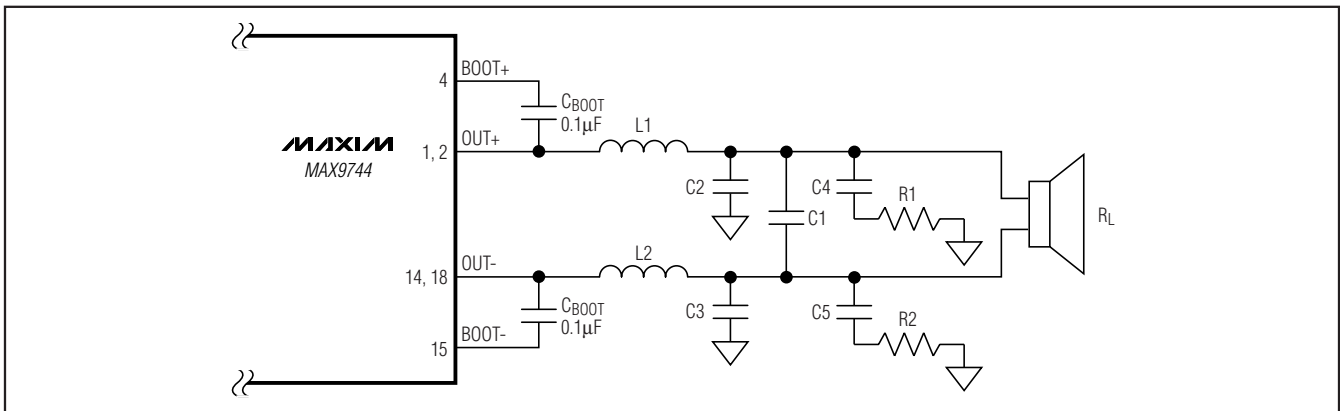 4
BOOT+
CBOOT
0.1µF
L1
MAXIM
MAX9744
1, 2
OUT+
C2
C4
R1
C1
RL
14, 18
OUT-
L2
CBOOT
0.1µF
C3
C5
R2
15
BOOT-